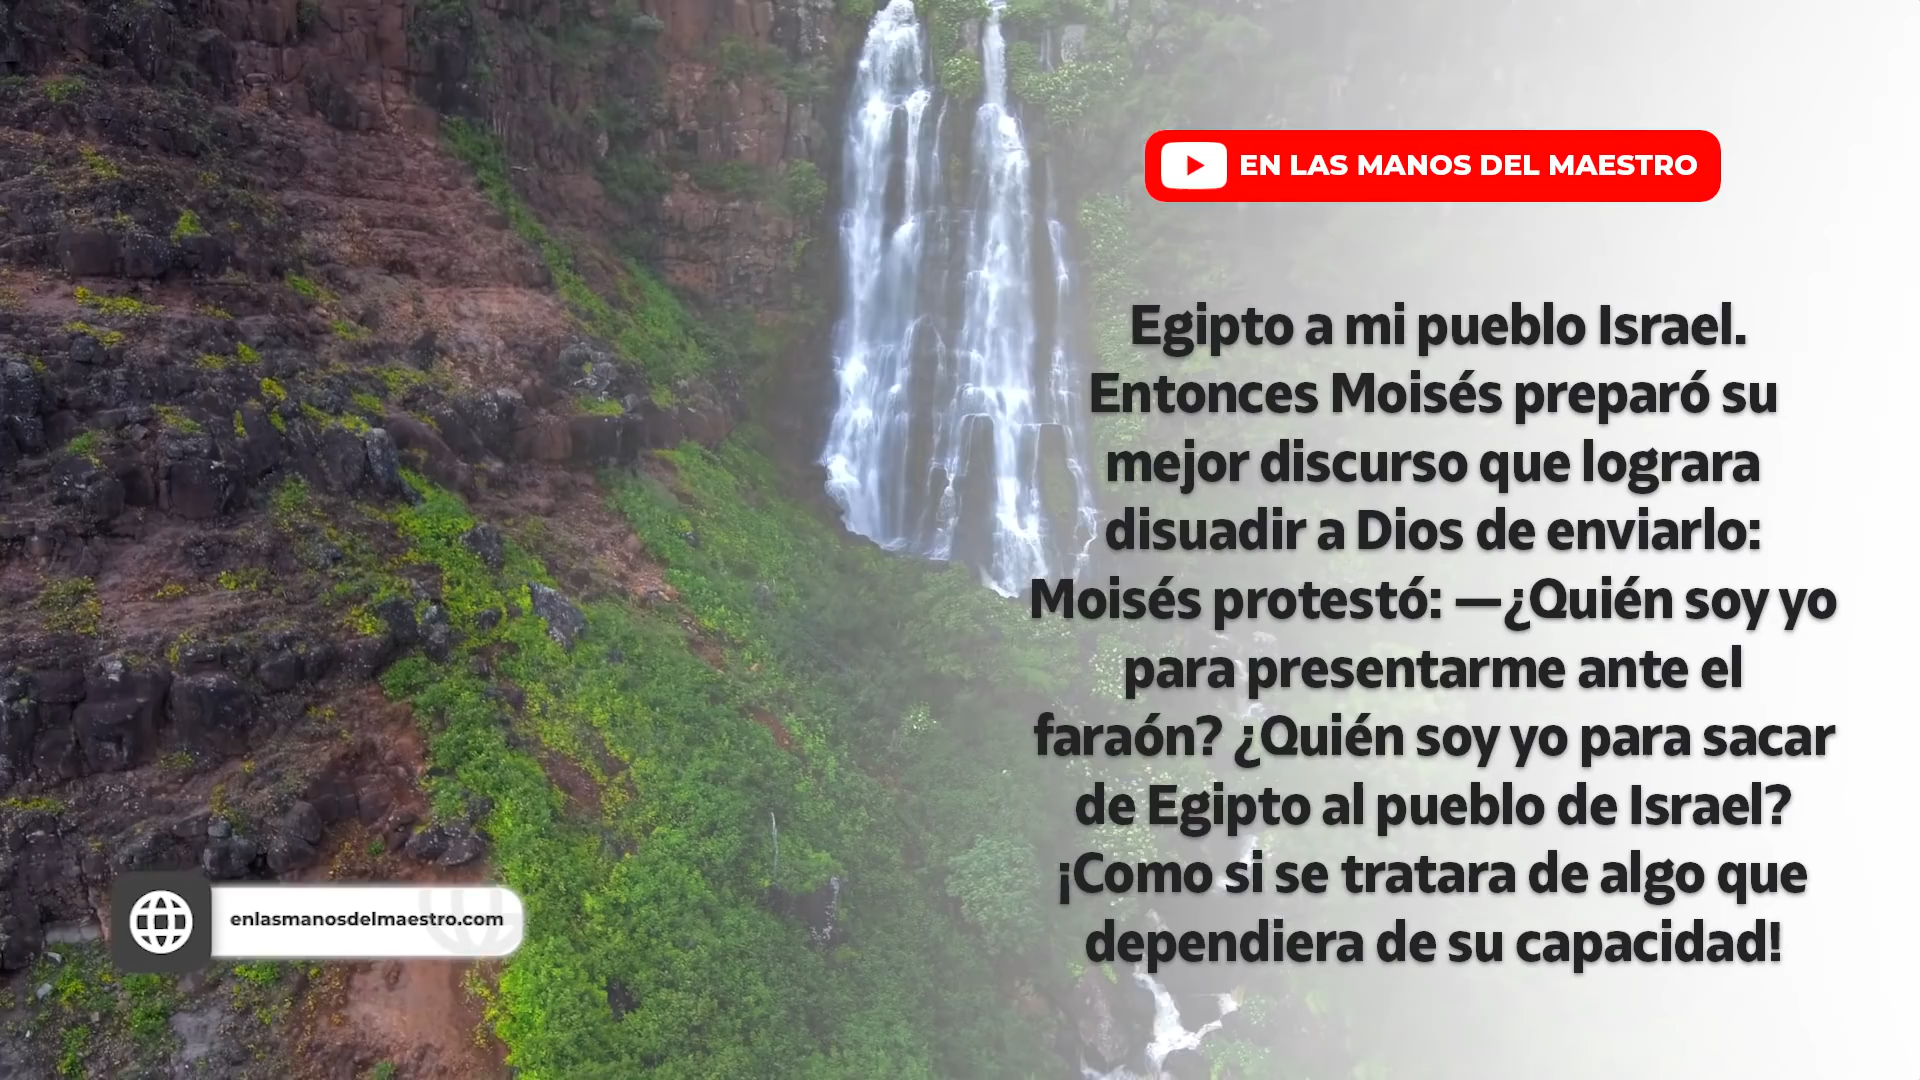 EN LAS MANOS DEL MAESTRO
Egipto a mi pueblo Israel.
Entonces Moisés preparó su
mejor discurso que lograra
disuadir a Dios de enviarlo:
Moisés protestó: —¿Quién soy yo
para presentarme ante el
faraón? ¿Quién soy yo para sacar
de Egipto al pueblo de Israel?
¡Como si se tratara de algo que
dependiera de su capacidad!
enlasmanosdelmaestro.com